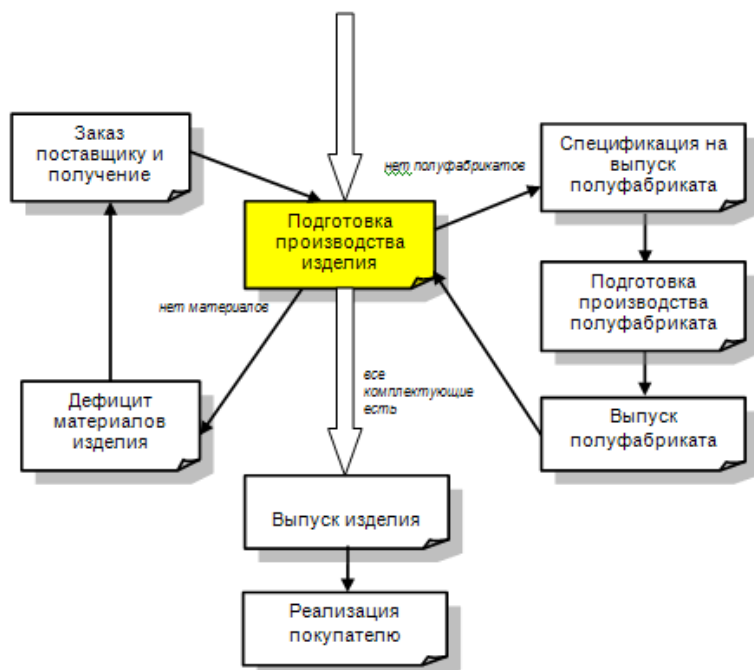 Заказ
поставщику и
получение
нет полуфабрикатов
Спецификация на
выпуск
полуфабриката
Подготовка
производства
изделия
Подготовка
производства
полуфабриката
нет материалов
все
комплектующие
есть
Дефицит
материалов
изделия
Выпуск
полуфабриката
Выпуск изделия
Реализация
покупателю